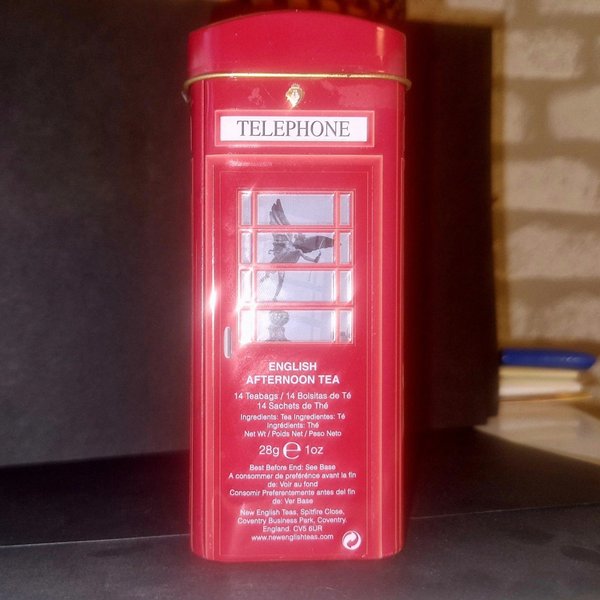 TELEPHONE
ENGLISH
AFTERNOON TEA
14 Teabags / 14 Bolsitas de Té
14 Sachets de Thé
Ingredients: Tea Ingredientes: Té
Ingrédients: Thé
Net Wt / Poids Net / Peso Neto
28g ℮ 1oz
Best Before End: See Base
A consommer de preférénce avant la fin
de: Voir au fond
Consomir Preferentemente antes del fin
de: Ver Base
New English Teas, Spitfire Close,
Coventry Business Park, Coventry.
England. CV5 6UR
www.newenglishteas.com